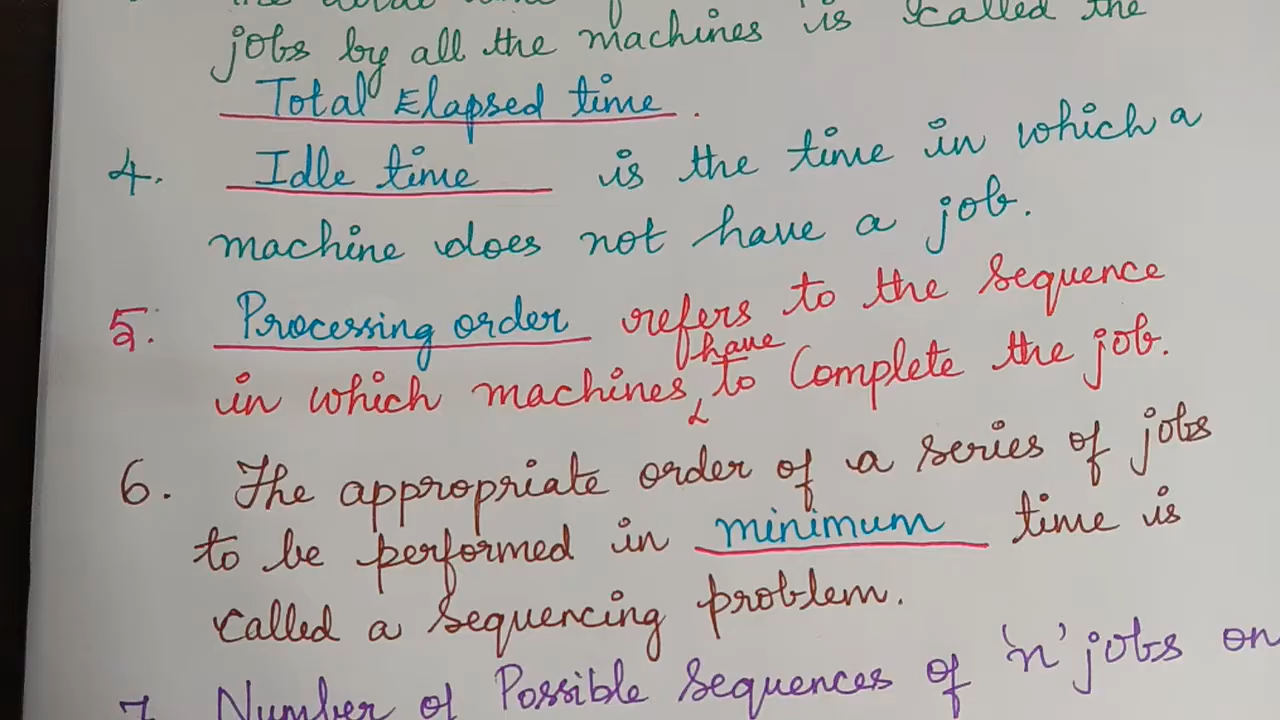 jobs by all the machines is called the
Total Elapsed time.
4. Idle time is the time in which a
machine does not have a job.
5. Processing order refers to the sequence
have
in which machines to Complete the job.
6. The appropriate order of a series of jobs
to be performed in minimum time is
called a sequencing problem.
7. Number of Possible Sequences of 'n' jobs on